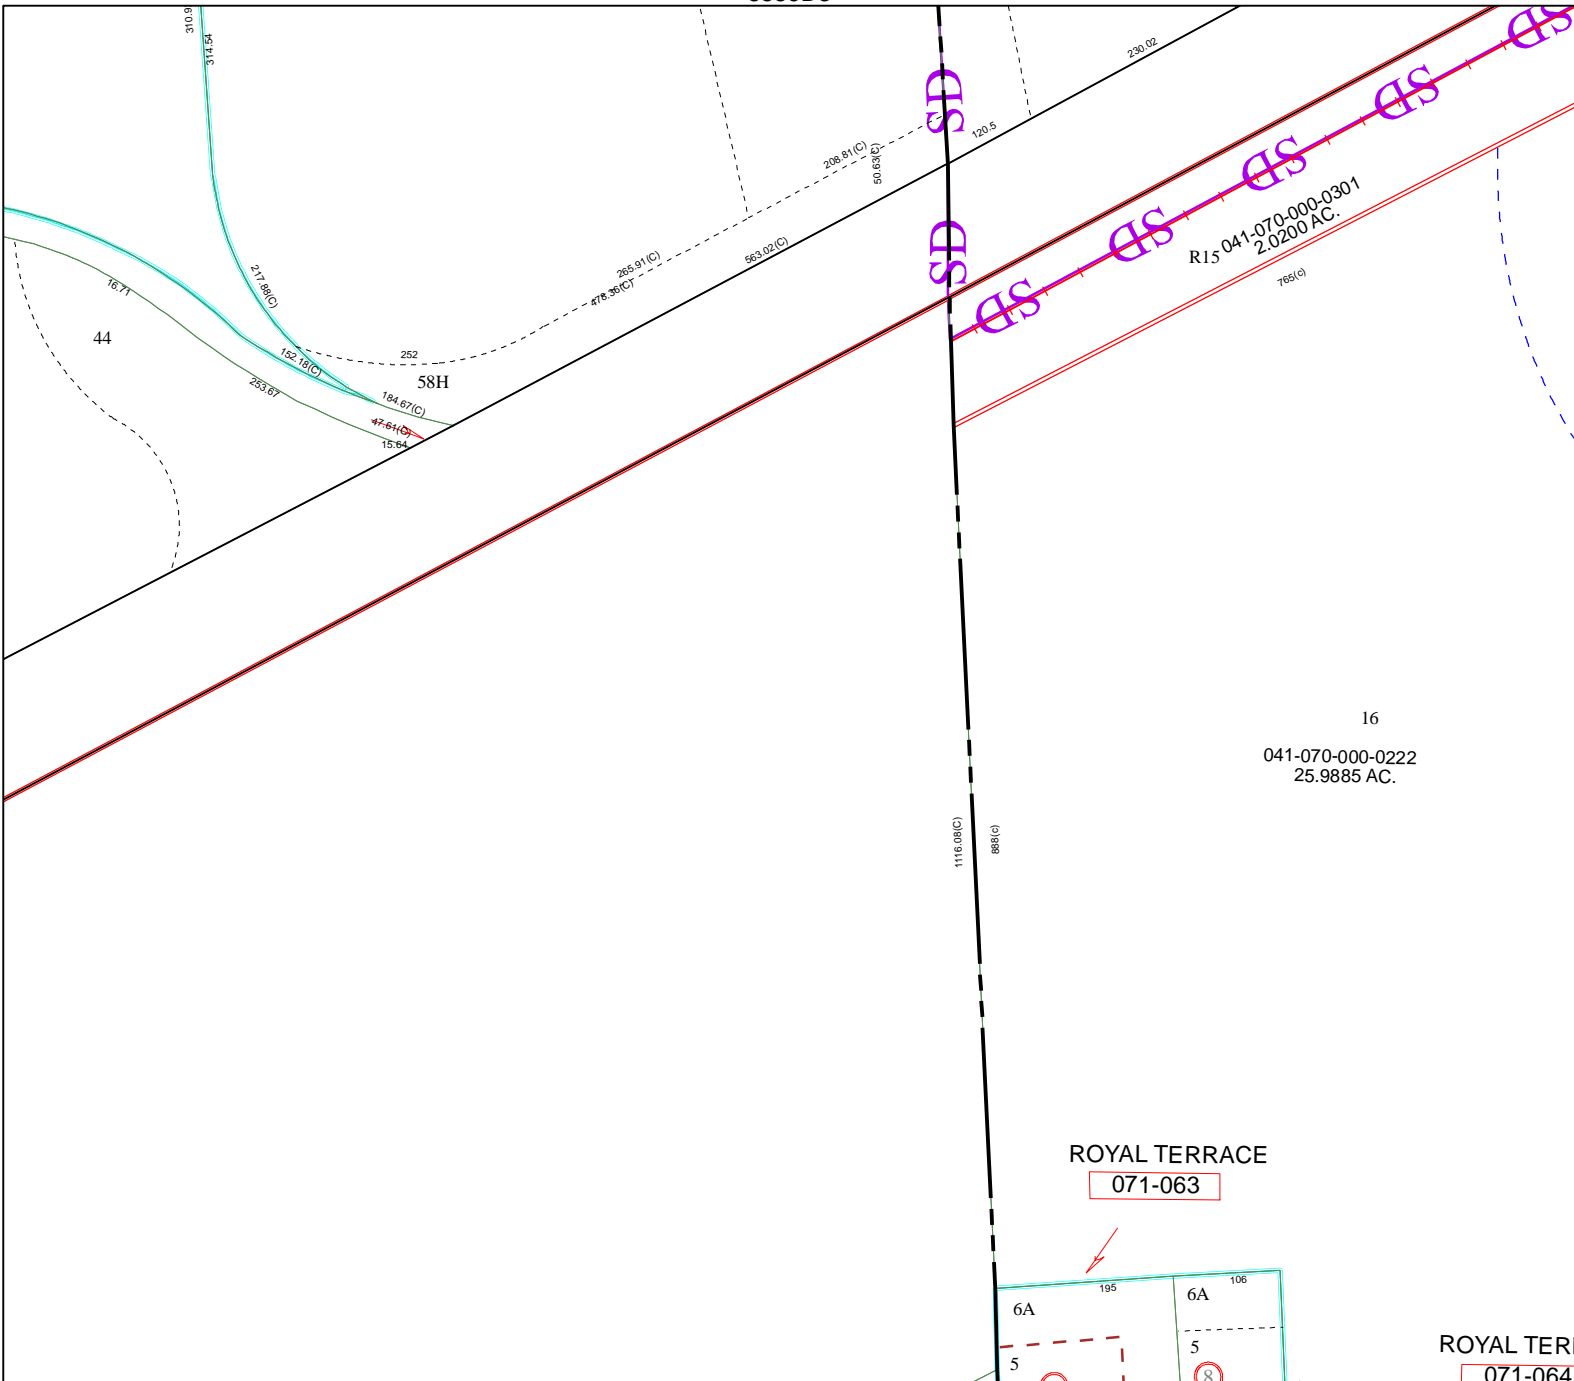 310.9
314.54
230.02
SD
SD
SD
120.5
208.81(C)
50.63(C)
SD
SD
SD
SD
041-070-000-0301
R15
2.0200 AC.
765(c)
563.02(C)
265.91(C)
478.36(C)
217.88(C)
16.71
44
252
152.18(C)
58H
253.67
184.67(C)
47.61(C)
15.64
16
041-070-000-0222
25.9885 AC.
1116.08(C)
888(c)
ROYAL TERRACE
071-063
195
106
6A
6A
5
5
8
071-064